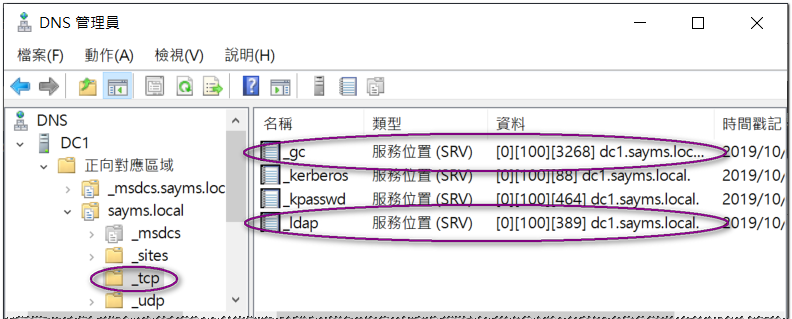 DNS 管理員
檔案(F) 動作(A) 檢視(V) 說明(H)
DNS
DC1
正向對應區域
_msdcs.sayms.loc
sayms.local
_msdcs
_sites
_tcp
_udp
名稱 類型 資料 時間戳記
_gc 服務位置 (SRV) [0][100][3268] dc1.sayms.loc... 2019/10/
_kerberos 服務位置 (SRV) [0][100][88] dc1.sayms.local. 2019/10/
_kpasswd 服務位置 (SRV) [0][100][464] dc1.sayms.local. 2019/10/
_ldap 服務位置 (SRV) [0][100][389] dc1.sayms.local. 2019/10/